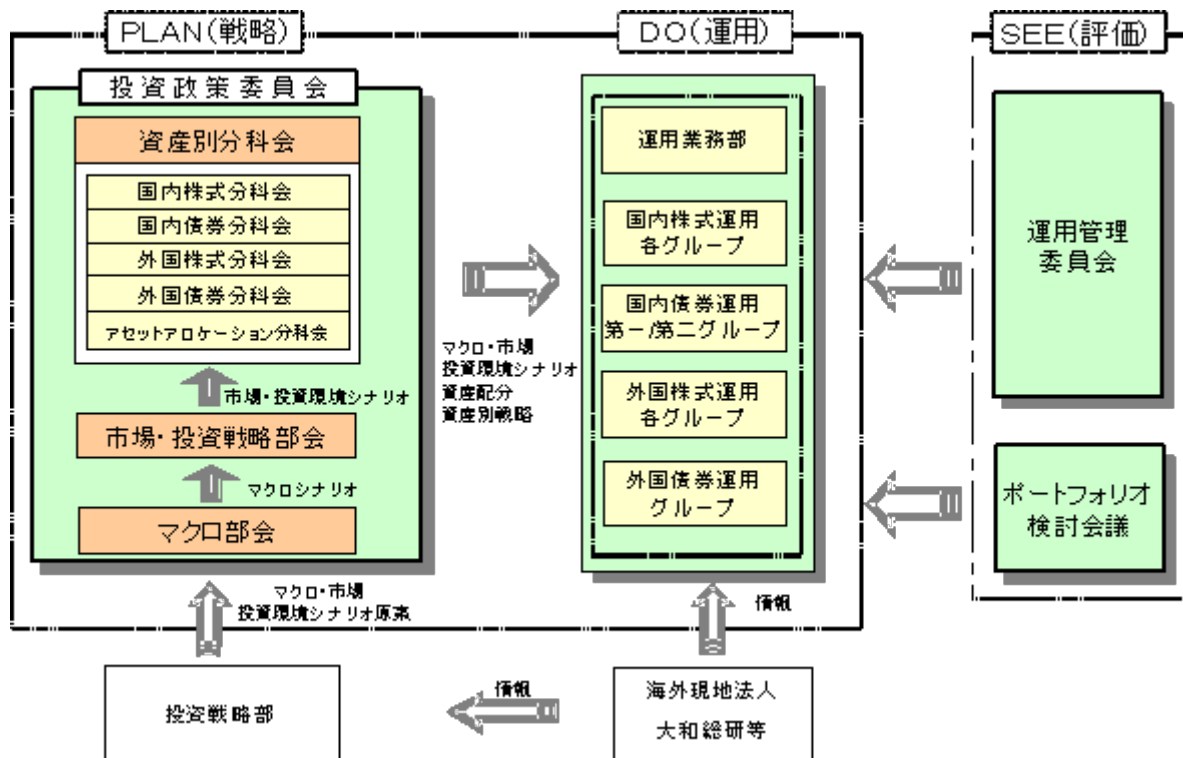 PLAN(戦略)
投資政策委員会
資産別分科会
国内株式分科会
国内債券分科会
外国株式分科会
外国債券分科会
アセットアロケーション分科会
市場・投資環境シナリオ
市場・投資戦略部会
マクロシナリオ
マクロ部会
マクロ・市場
投資環境シナリオ
資産配分
資産別戦略
DO(運用)
運用業務部
国内株式運用
各グループ
国内債券運用
第一/第二グループ
外国株式運用
各グループ
外国債券運用
グループ
SEE(評価)
運用管理
委員会
ポートフォリオ
検討会議
マクロ・市場
投資環境シナリオ原案
情報
投資戦略部
情報
海外現地法人
大和総研等